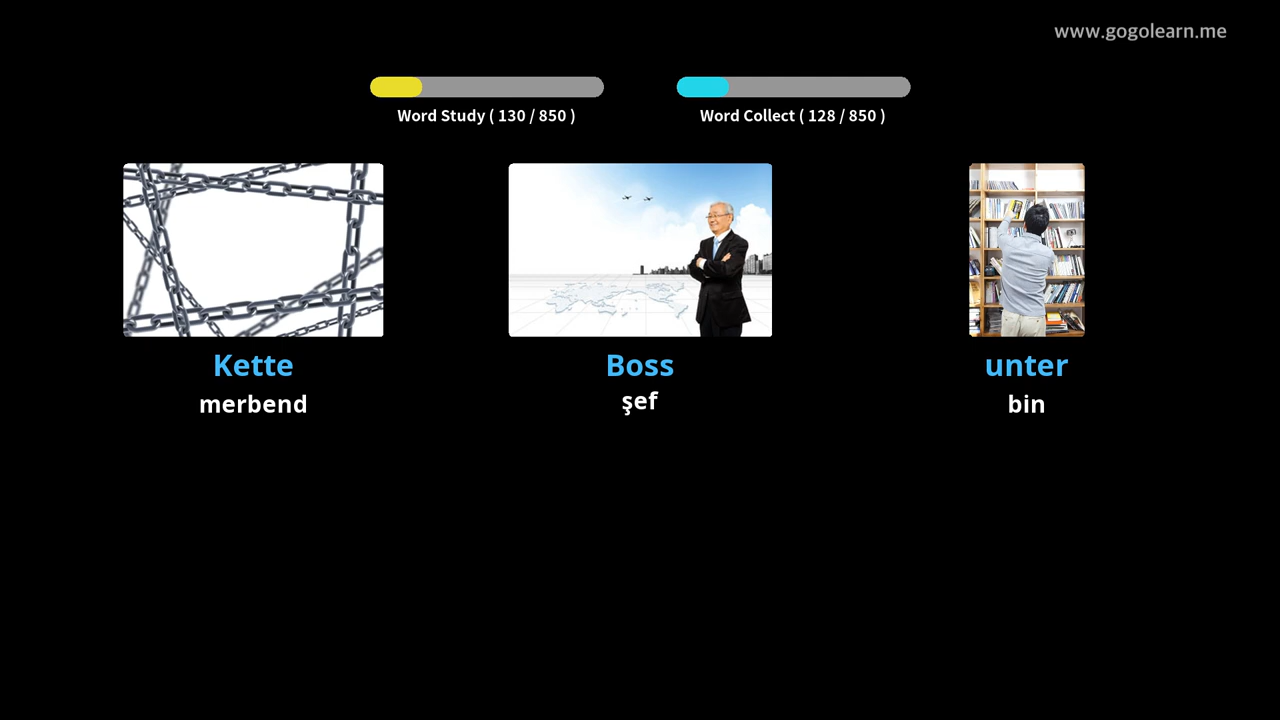 www.gogolearn.me
Word Study ( 130 / 850 )
Word Collect ( 128 / 850 )
Kette
merbend
Boss
şef
unter
bin